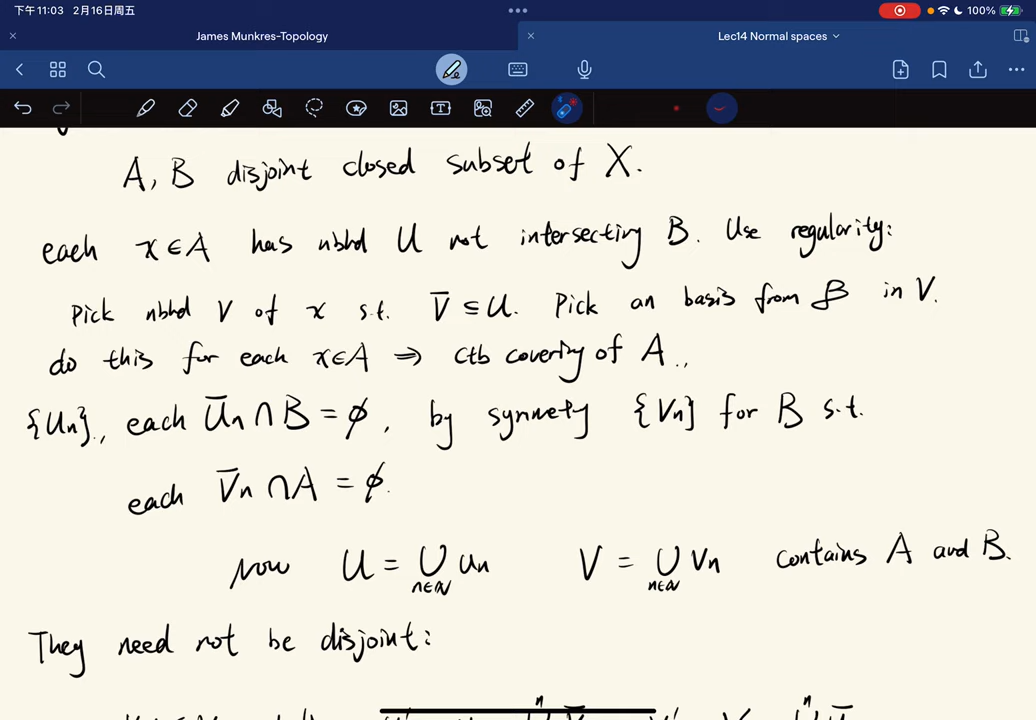 下午11:03 2月16日周五
100%
James Munkres-Topology
Lec14 Normal spaces
A, B disjoint closed subset of X.
each x∈A has nbhd U not intersecting B. Use regularity:
Pick nbhd V of x s.t. V̅ ⊆ U. Pick an basis from ℬ in V.
do this for each x∈A ⇒ ctb covering of A.,
{Un}., each U̅n ∩ B = ∅, by symmety {Vn} for B s.t.
each V̅n ∩ A = ∅.
Now U = ⋃ n∈ℕ Un V = ⋃ n∈ℕ Vn contains A and B.
They need not be disjoint: